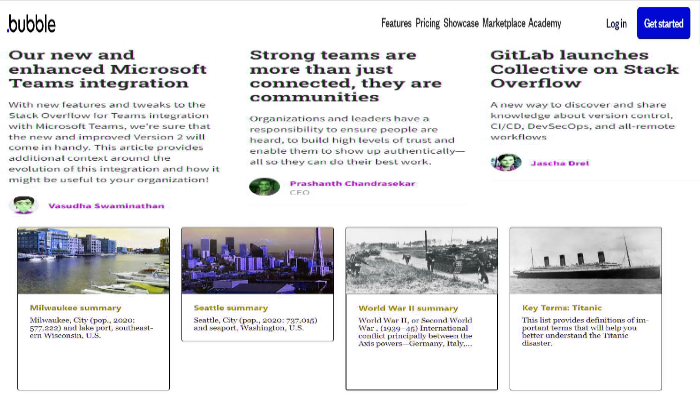 .bubble
Features Pricing Showcase Marketplace Academy
Log in
Get started
Our new and
enhanced Microsoft
Teams integration
With new features and tweaks to the
Stack Overflow for Teams integration
with Microsoft Teams, we're sure that
the new and improved Version 2 will
come in handy. This article provides
additional context around the
evolution of this integration and how it
might be useful to your organization!
Vasudha Swaminathan
Strong teams are
more than just
connected, they are
communities
Organizations and leaders have a
responsibility to ensure people are
heard, to build high levels of trust and
enable them to show up authentically—
all so they can do their best work.
Prashanth Chandrasekar
CEO
GitLab launches
Collective on Stack
Overflow
A new way to discover and share
knowledge about version control,
CI/CD, DevSecOps, and all-remote
workflows
Jascha Drel
Milwaukee summary
Milwaukee, City (pop., 2020:
577,222) and lake port, southeast-
ern Wisconsin, U.S.
Seattle summary
Seattle, City (pop., 2020: 737,015)
and seaport, Washington, U.S.
World War II summary
World War II, or Second World
War , (1939–45) International
conflict principally between the
Axis powers—Germany, Italy,...
Key Terms: Titanic
This list provides definitions of im-
portant terms that will help you
better understand the Titanic
disaster.